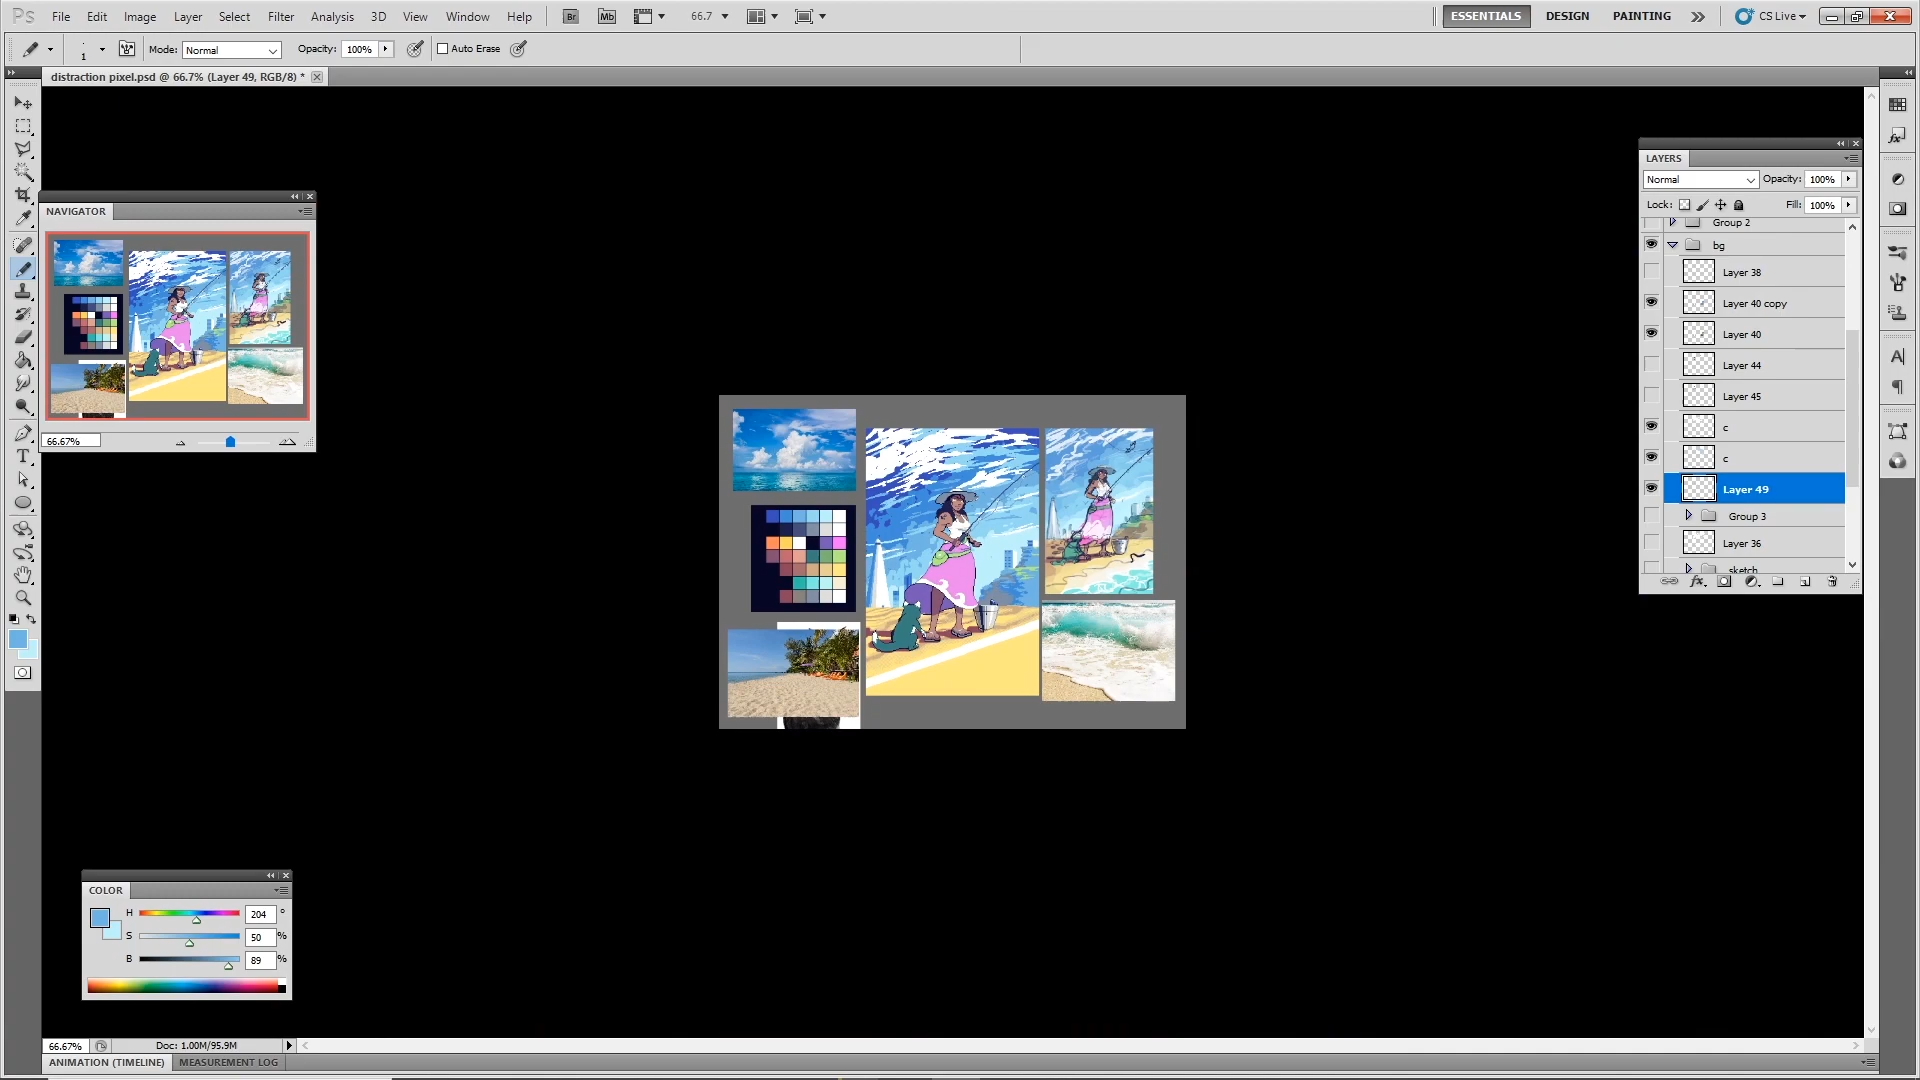 Ps File Edit Image Layer Select Filter Analysis 3D View Window Help Br Mb 66.7 ESSENTIALS DESIGN PAINTING CS Live
1 Mode: Normal Opacity: 100% Auto Erase
distraction pixel.psd @ 66.7% (Layer 49, RGB/8) *
NAVIGATOR
66.67%
LAYERS
Normal Opacity: 100%
Lock: Fill: 100%
Group 2
bg
Layer 38
Layer 40 copy
Layer 40
Layer 44
Layer 45
c
c
Layer 49
Group 3
Layer 36
sketch
COLOR
H 204 °
S 50 %
B 89 %
66.67% Doc: 1.00M/95.9M
ANIMATION (TIMELINE) MEASUREMENT LOG